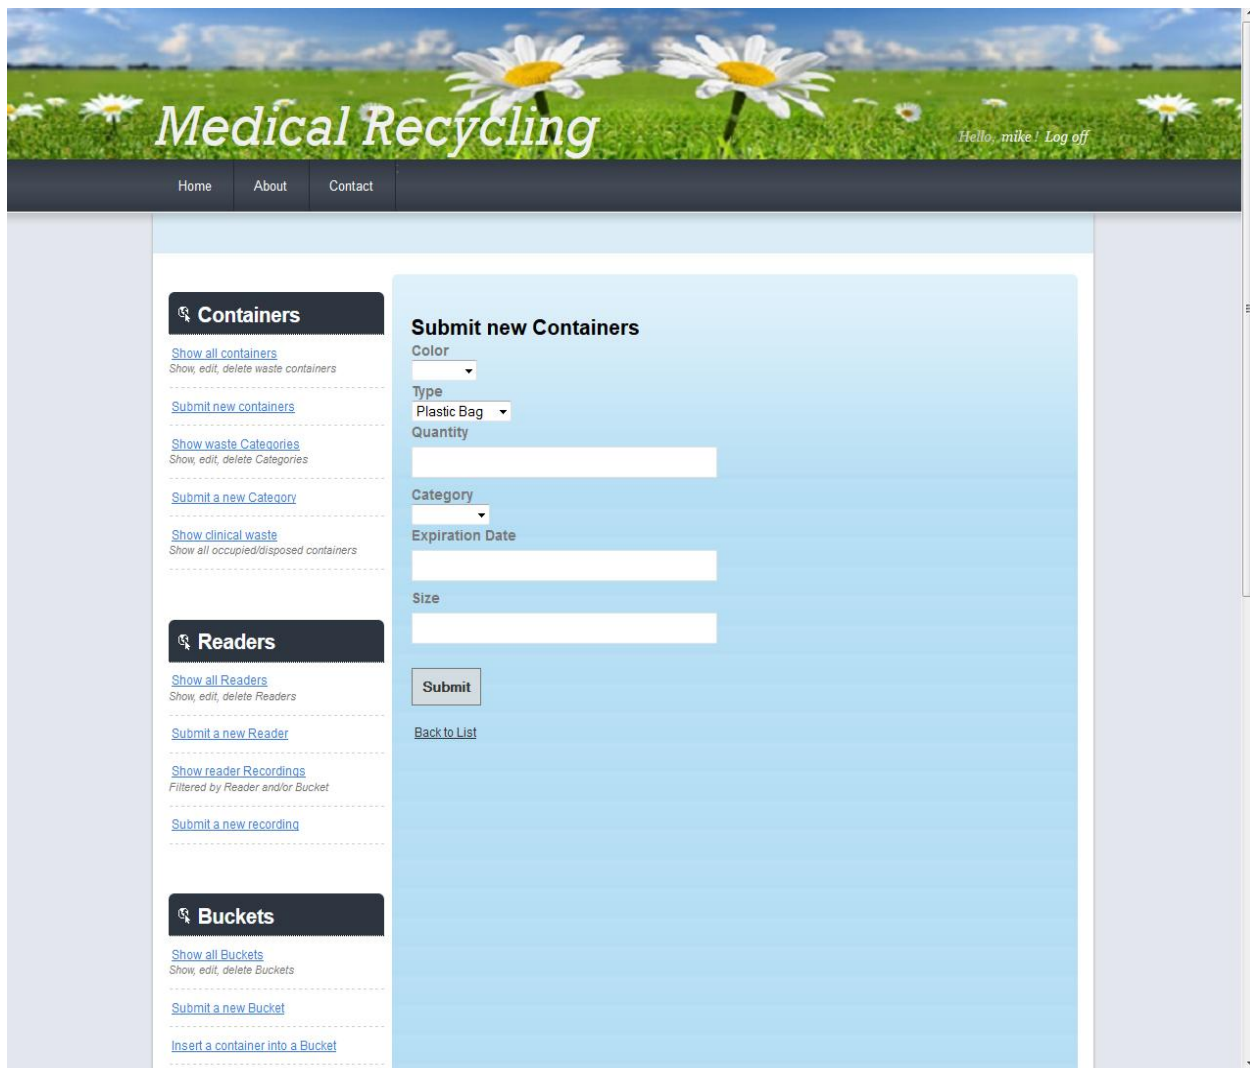 Medical Recycling
Hello, mike ! Log off
Home About Contact
Containers
Show all containers
Show, edit, delete waste containers
Submit new containers
Show waste Categories
Show, edit, delete Categories
Submit a new Category
Show clinical waste
Show all occupied/disposed containers
Readers
Show all Readers
Show, edit, delete Readers
Submit a new Reader
Show reader Recordings
Filtered by Reader and/or Bucket
Submit a new recording
Buckets
Show all Buckets
Show, edit, delete Buckets
Submit a new Bucket
Insert a container into a Bucket
Submit new Containers
Color
Type
Plastic Bag
Quantity
Category
Expiration Date
Size
Submit
Back to List